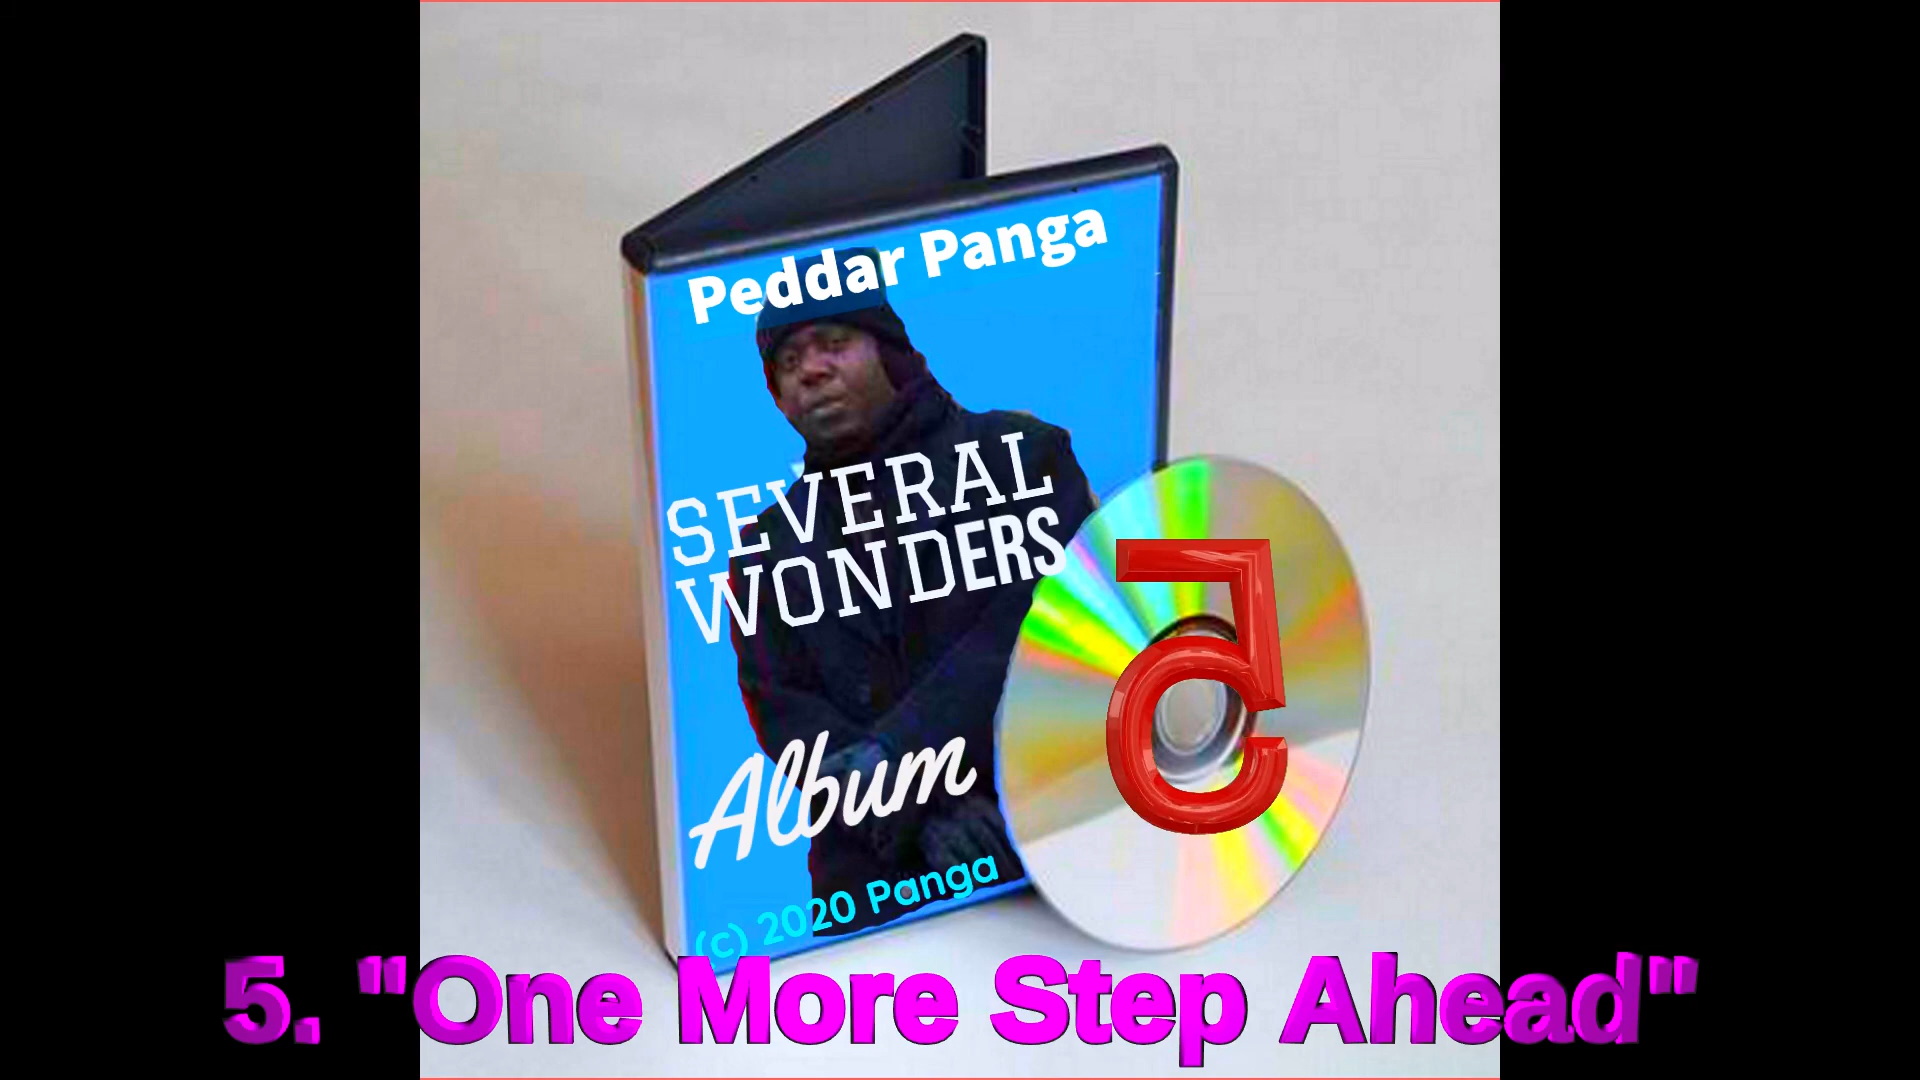 Peddar Panga
SEVERAL
WONDERS
Album
(c) 2020 Panga
5
5. "One More Step Ahead"